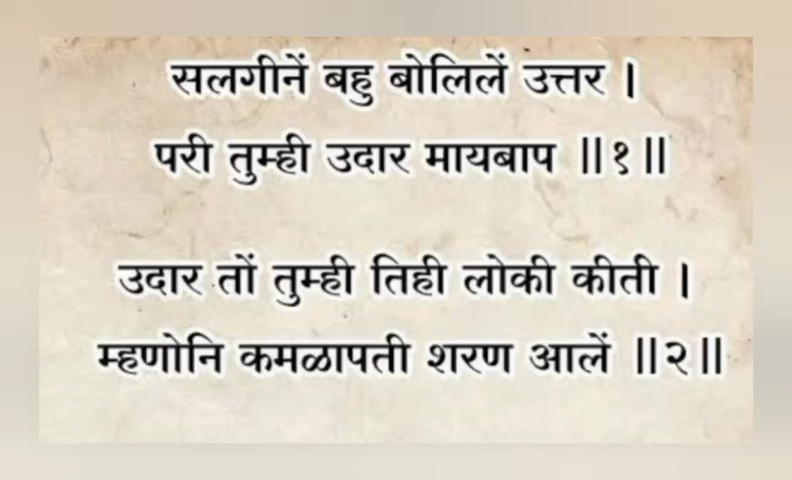 सलगीनें बहु बोलिलें उत्तर ।
परी तुम्ही उदार मायबाप ॥१॥
उदार तों तुम्ही तिही लोकी कीती ।
म्हणोनि कमळापती शरण आलें ॥२॥